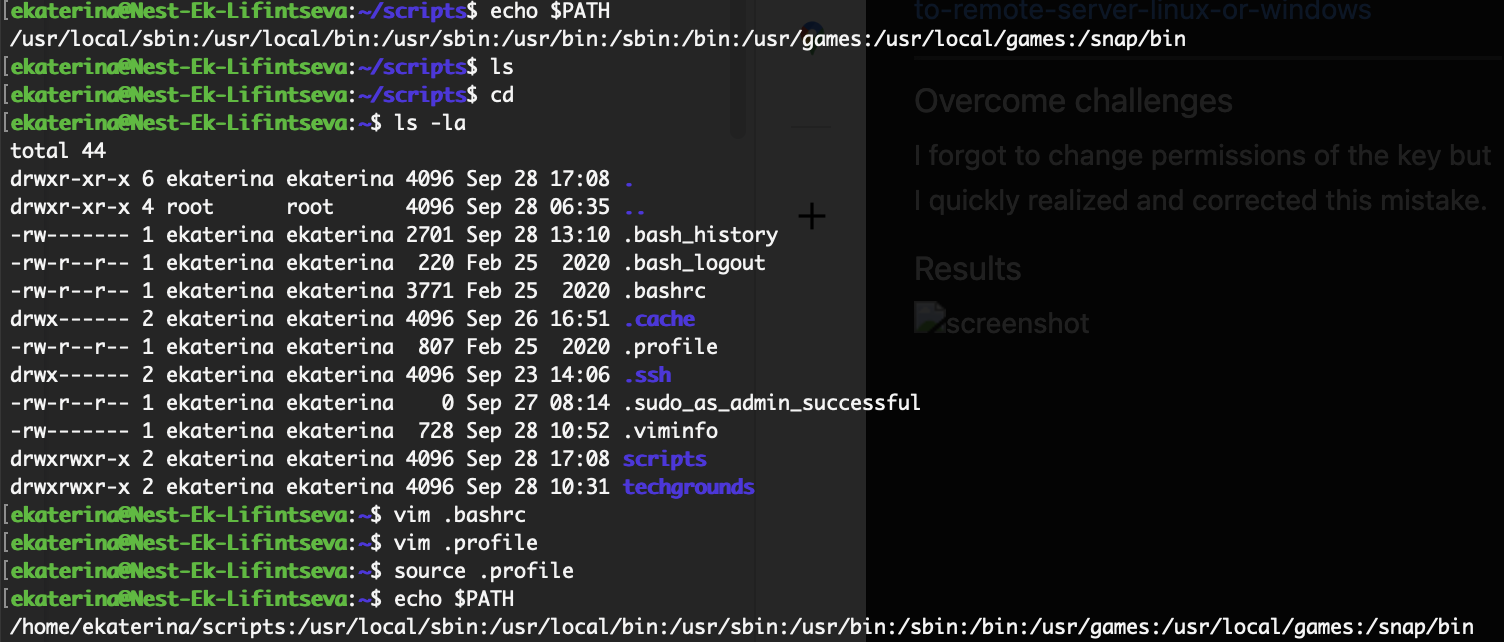 [ekaterina@Nest-Ek-Lifintseva:~/scripts$ echo $PATH
/usr/local/sbin:/usr/local/bin:/usr/sbin:/usr/bin:/sbin:/bin:/usr/games:/usr/local/games:/snap/bin
[ekaterina@Nest-Ek-Lifintseva:~/scripts$ ls
[ekaterina@Nest-Ek-Lifintseva:~/scripts$ cd
[ekaterina@Nest-Ek-Lifintseva:~$ ls -la
total 44
drwxr-xr-x 6 ekaterina ekaterina 4096 Sep 28 17:08 .
drwxr-xr-x 4 root      root      4096 Sep 28 06:35 ..
-rw------- 1 ekaterina ekaterina 2701 Sep 28 13:10 .bash_history
-rw-r--r-- 1 ekaterina ekaterina  220 Feb 25  2020 .bash_logout
-rw-r--r-- 1 ekaterina ekaterina 3771 Feb 25  2020 .bashrc
drwx------ 2 ekaterina ekaterina 4096 Sep 26 16:51 .cache
-rw-r--r-- 1 ekaterina ekaterina  807 Feb 25  2020 .profile
drwx------ 2 ekaterina ekaterina 4096 Sep 23 14:06 .ssh
-rw-r--r-- 1 ekaterina ekaterina    0 Sep 27 08:14 .sudo_as_admin_successful
-rw------- 1 ekaterina ekaterina  728 Sep 28 10:52 .viminfo
drwxrwxr-x 2 ekaterina ekaterina 4096 Sep 28 17:08 scripts
drwxrwxr-x 2 ekaterina ekaterina 4096 Sep 28 10:31 techgrounds
[ekaterina@Nest-Ek-Lifintseva:~$ vim .bashrc
[ekaterina@Nest-Ek-Lifintseva:~$ vim .profile
[ekaterina@Nest-Ek-Lifintseva:~$ source .profile
[ekaterina@Nest-Ek-Lifintseva:~$ echo $PATH
/home/ekaterina/scripts:/usr/local/sbin:/usr/local/bin:/usr/sbin:/usr/bin:/sbin:/bin:/usr/games:/usr/local/games:/snap/bin
to-remote-server-linux-or-windows
Overcome challenges
I forgot to change permissions of the key but
I quickly realized and corrected this mistake.
Results
screenshot